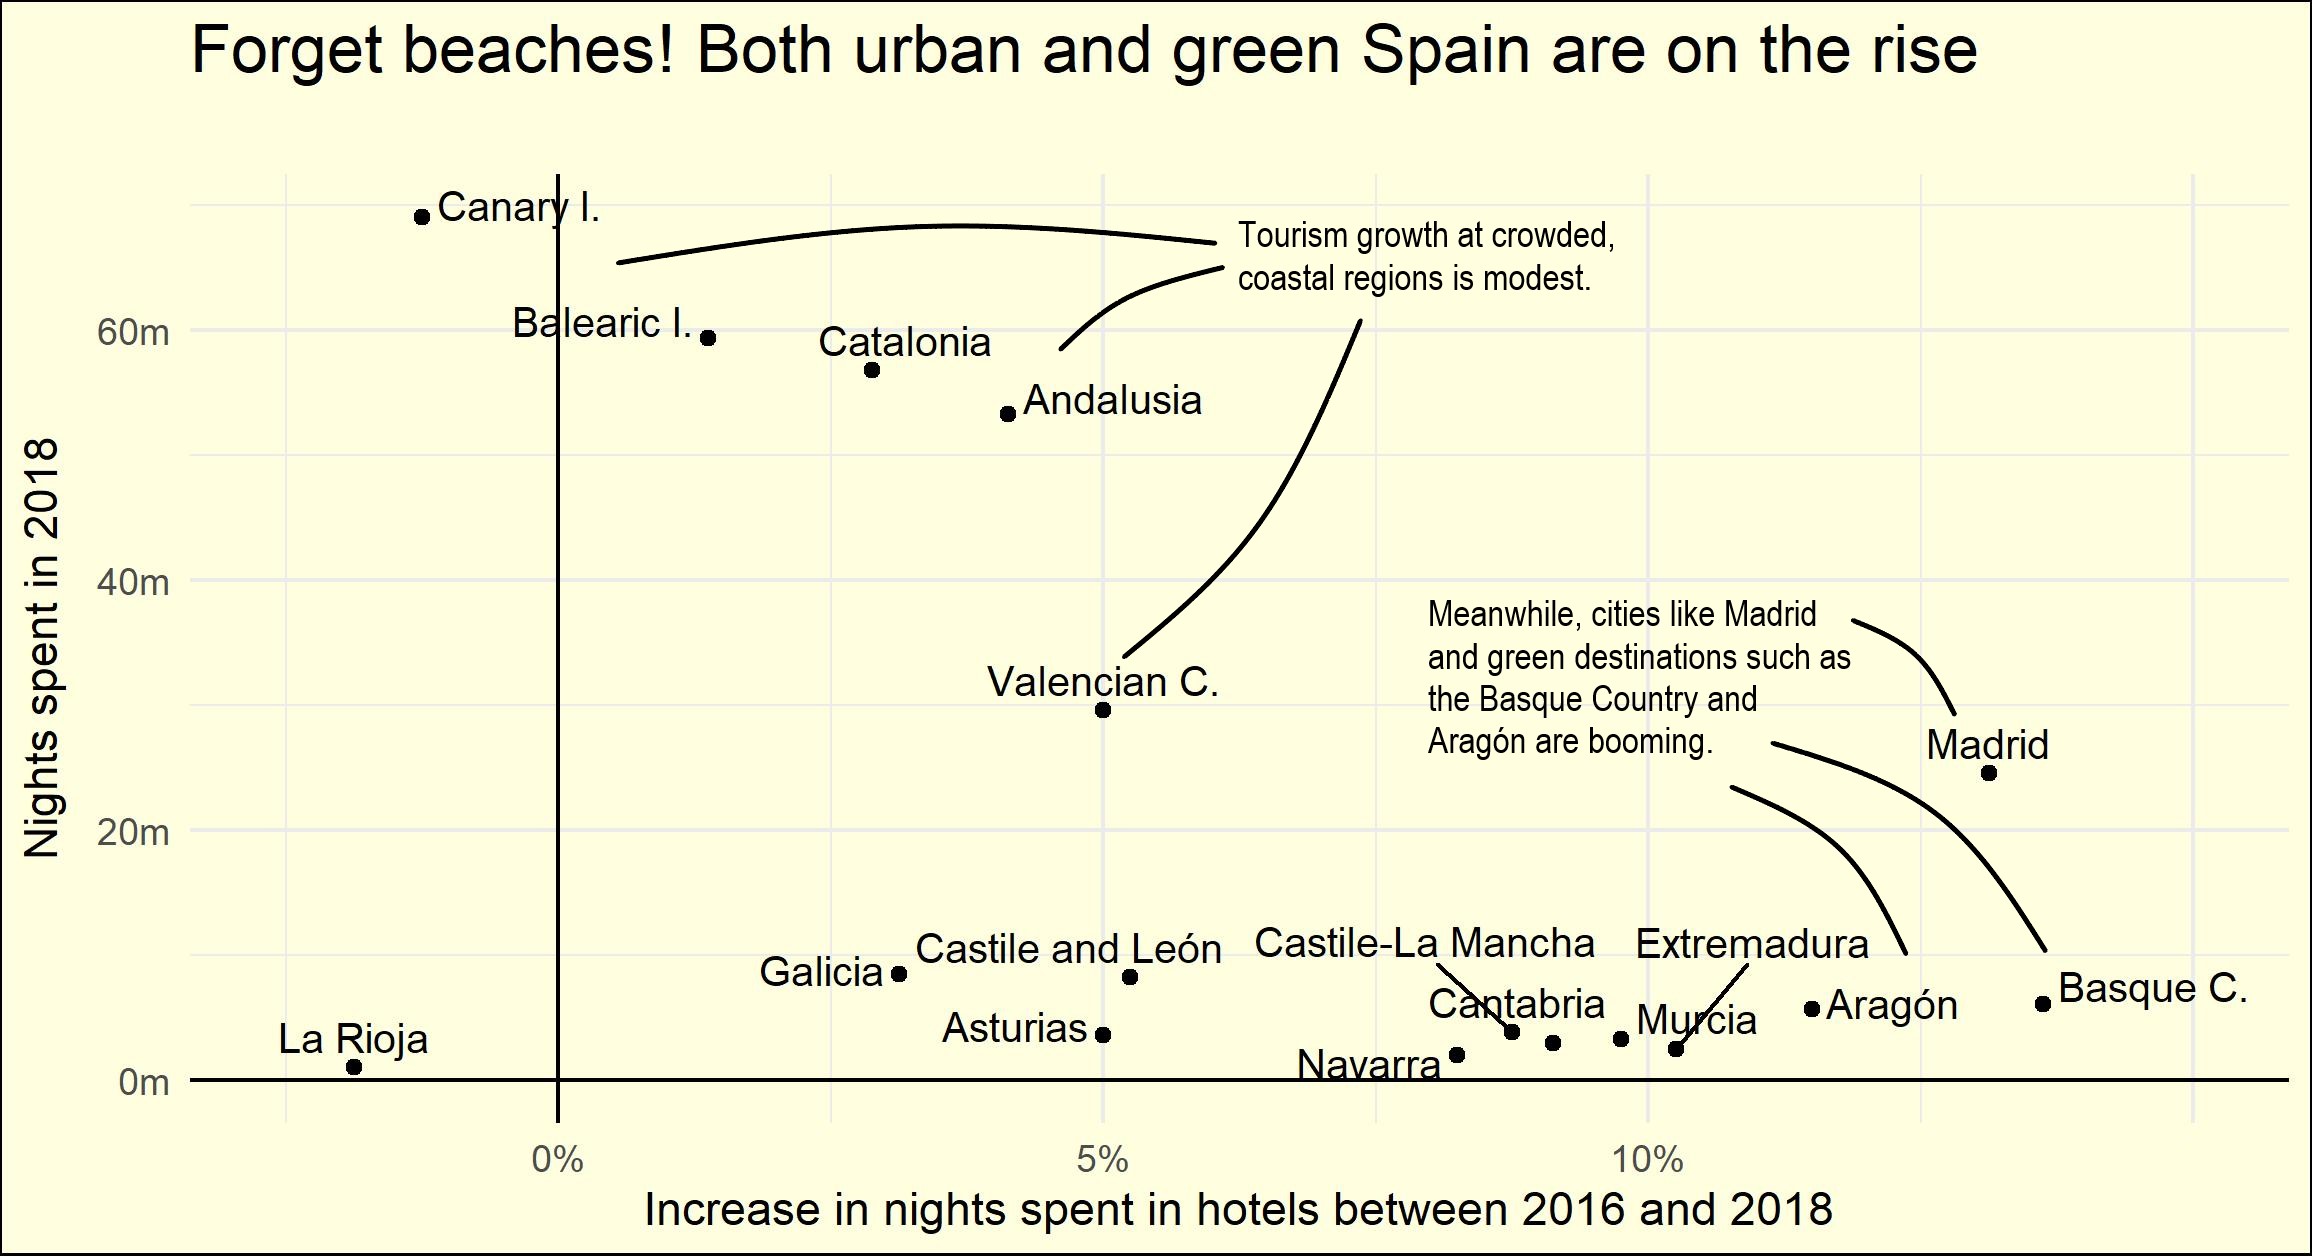 Forget beaches! Both urban and green Spain are on the rise
Canary I.
Tourism growth at crowded,
coastal regions is modest.
Balearic I.
Catalonia
Andalusia
60m
Nights spent in 2018
40m
Meanwhile, cities like Madrid
and green destinations such as
the Basque Country and
Aragón are booming.
Valencian C.
Madrid
20m
Castile and León
Castile-La Mancha
Extremadura
Galicia
Basque C.
Cantabria
Aragón
Murcia
Asturias
La Rioja
Navarra
0m
0%
5%
10%
Increase in nights spent in hotels between 2016 and 2018